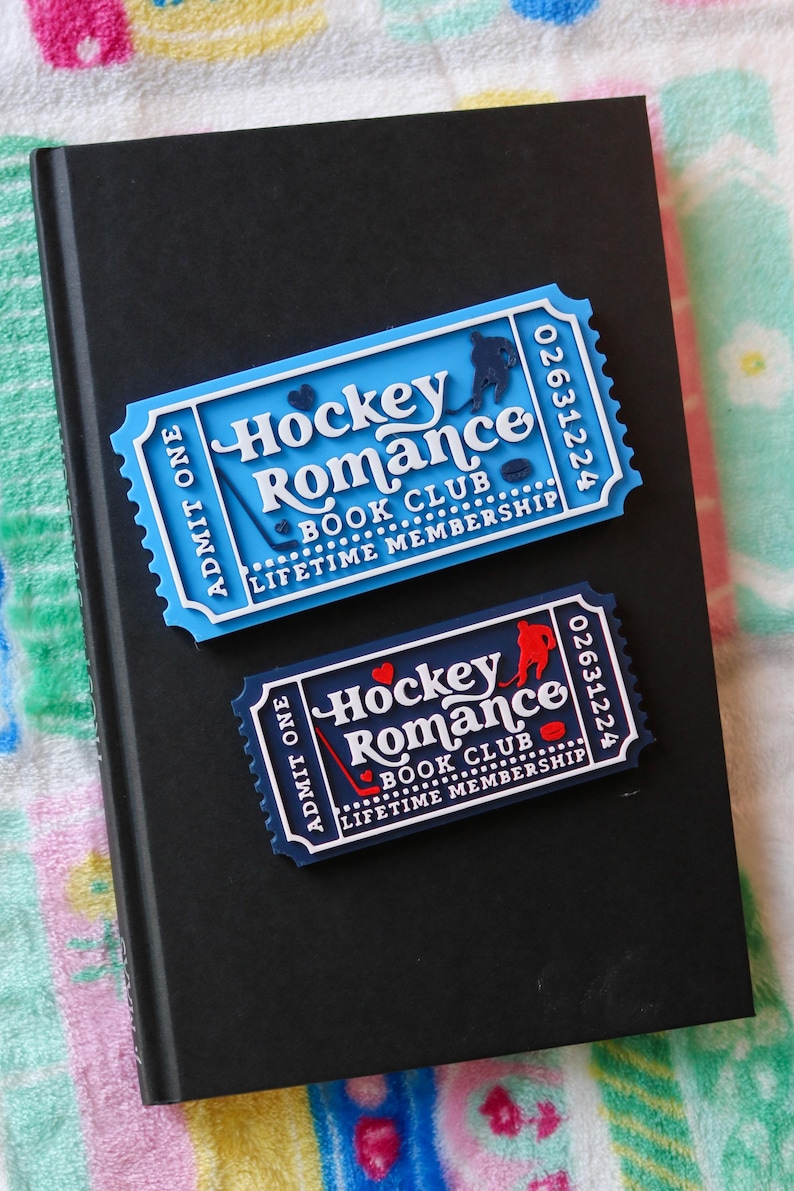 ADMIT ONE
Hockey
Romance
BOOK CLUB
LIFETIME MEMBERSHIP
02631224
ADMIT ONE
Hockey
Romance
BOOK CLUB
LIFETIME MEMBERSHIP
02631224